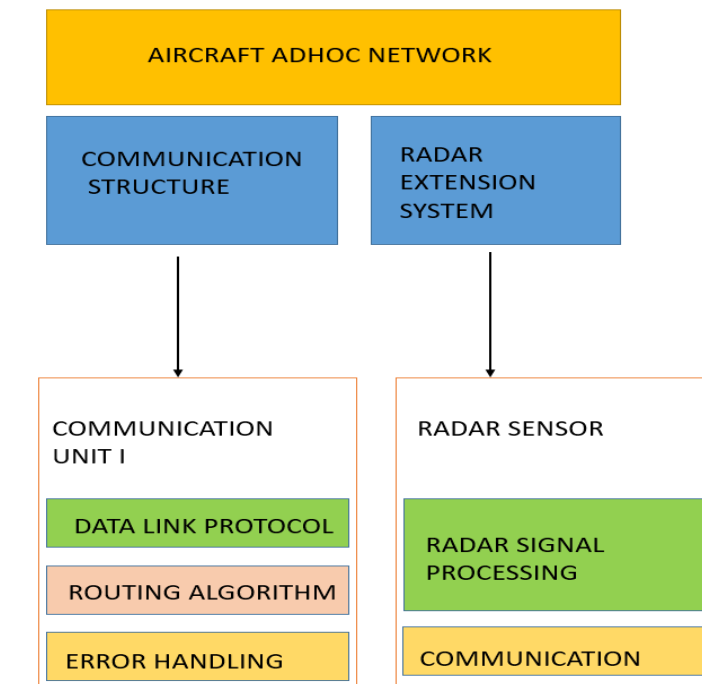 AIRCRAFT ADHOC NETWORK
COMMUNICATION
STRUCTURE
RADAR
EXTENSION
SYSTEM
COMMUNICATION
UNIT I
DATA LINK PROTOCOL
ROUTING ALGORITHM
ERROR HANDLING
RADAR SENSOR
RADAR SIGNAL
PROCESSING
COMMUNICATION